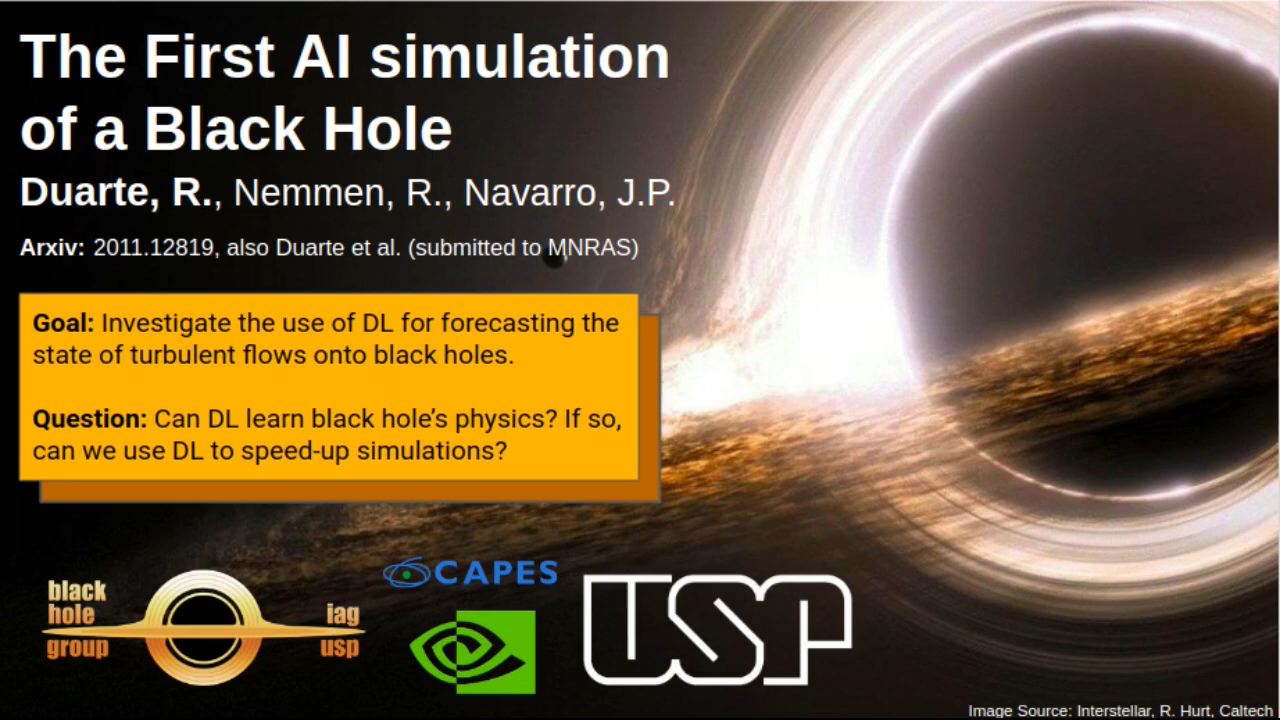 The First AI simulation
of a Black Hole
Duarte, R., Nemmen, R., Navarro, J.P.
Arxiv: 2011.12819, also Duarte et al. (submitted to MNRAS)
Goal: Investigate the use of DL for forecasting the
state of turbulent flows onto black holes.
Question: Can DL learn black hole’s physics? If so,
can we use DL to speed-up simulations?
black
hole
group
iag
usp
CAPES
USP
Image Source: Interstellar, R. Hurt, Caltech